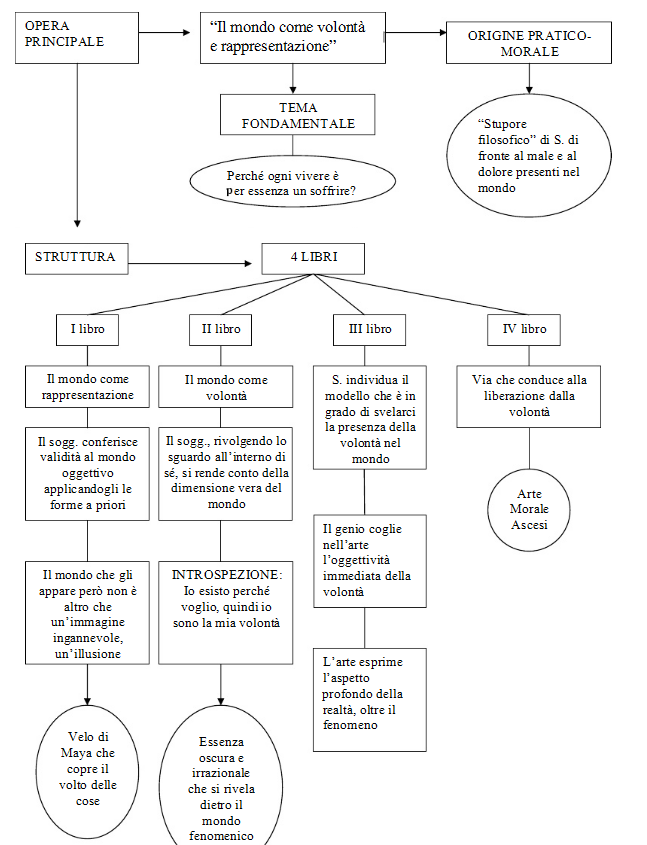 OPERA
PRINCIPALE
“Il mondo come volontà
e rappresentazione”
ORIGINE PRATICO-
MORALE
TEMA
FONDAMENTALE
“Stupore
filosofico” di S. di
fronte al male e al
dolore presenti nel
mondo
Perché ogni vivere è
per essenza un soffrire?
STRUTTURA
4 LIBRI
I libro
II libro
III libro
IV libro
Il mondo come
rappresentazione
Il sogg. conferisce
validità al mondo
oggettivo
applicandogli le
forme a priori
Il mondo che gli
appare però non è
altro che
un’immagine
ingannevole,
un’illusione
Velo di
Maya che
copre il
volto delle
cose
Il mondo come
volontà
Il sogg., rivolgendo lo
sguardo all’interno di
sé, si rende conto della
dimensione vera del
mondo
INTROSPEZIONE:
Io esisto perché
voglio, quindi io
sono la mia volontà
Essenza
oscura e
irrazionale
che si rivela
dietro il
mondo
fenomenico
S. individua il
modello che è in
grado di svelarci
la presenza della
volontà nel
mondo
Il genio coglie
nell’arte
l’oggettività
immediata della
volontà
L’arte esprime
l’aspetto
profondo della
realtà, oltre il
fenomeno
Via che conduce alla
liberazione dalla
volontà
Arte
Morale
Ascesi